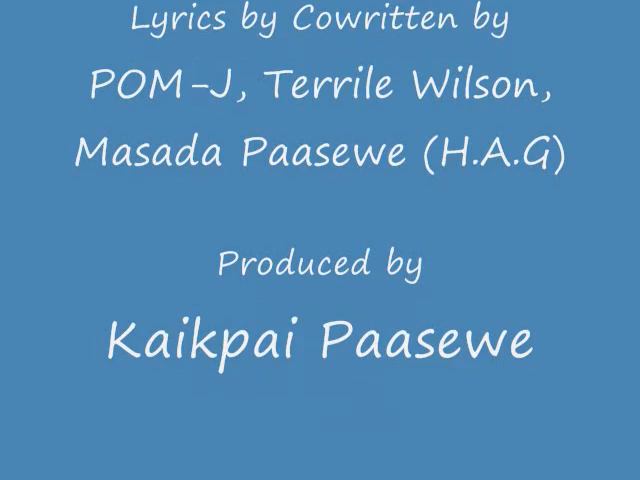 Lyrics by Cowritten by
POM-J, Terrile Wilson,
Masada Paasewe (H.A.G)
Produced by
Kaikpai Paasewe